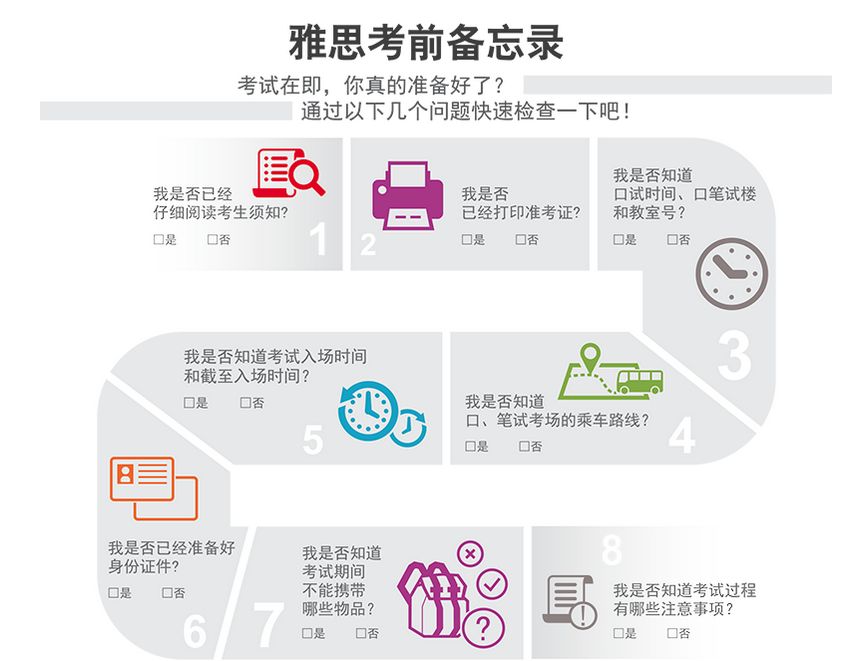 雅思考前备忘录
考试在即，你真的准备好了？
通过以下几个问题快速检查一下吧！
我是否已经
仔细阅读考生须知?
□是 □否
1
我是否
已经打印准考证?
□是 □否
2
我是否知道
口试时间、口笔试楼
和教室号？
□是 □否
3
我是否知道
口、笔试考场的乘车路线？
□是 □否
4
我是否知道考试入场时间
和截至入场时间？
□是 □否
5
我是否已经准备好
身份证件?
□是 □否
6
我是否知道
考试期间
不能携带
哪些物品？
□是 □否
7
?
8
我是否知道考试过程
有哪些注意事项？
□是 □否